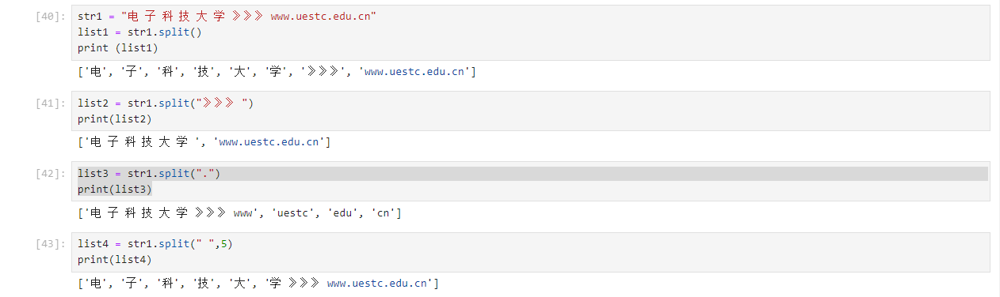 [40]: str1 = "电 子 科 技 大 学 》》》 www.uestc.edu.cn"
list1 = str1.split()
print (list1)
['电', '子', '科', '技', '大', '学', '》》》', 'www.uestc.edu.cn']
[41]: list2 = str1.split("》》》 ")
print(list2)
['电 子 科 技 大 学 ', 'www.uestc.edu.cn']
[42]: list3 = str1.split(".")
print(list3)
['电 子 科 技 大 学 》》》 www', 'uestc', 'edu', 'cn']
[43]: list4 = str1.split(" ",5)
print(list4)
['电', '子', '科', '技', '大', '学 》》》 www.uestc.edu.cn']